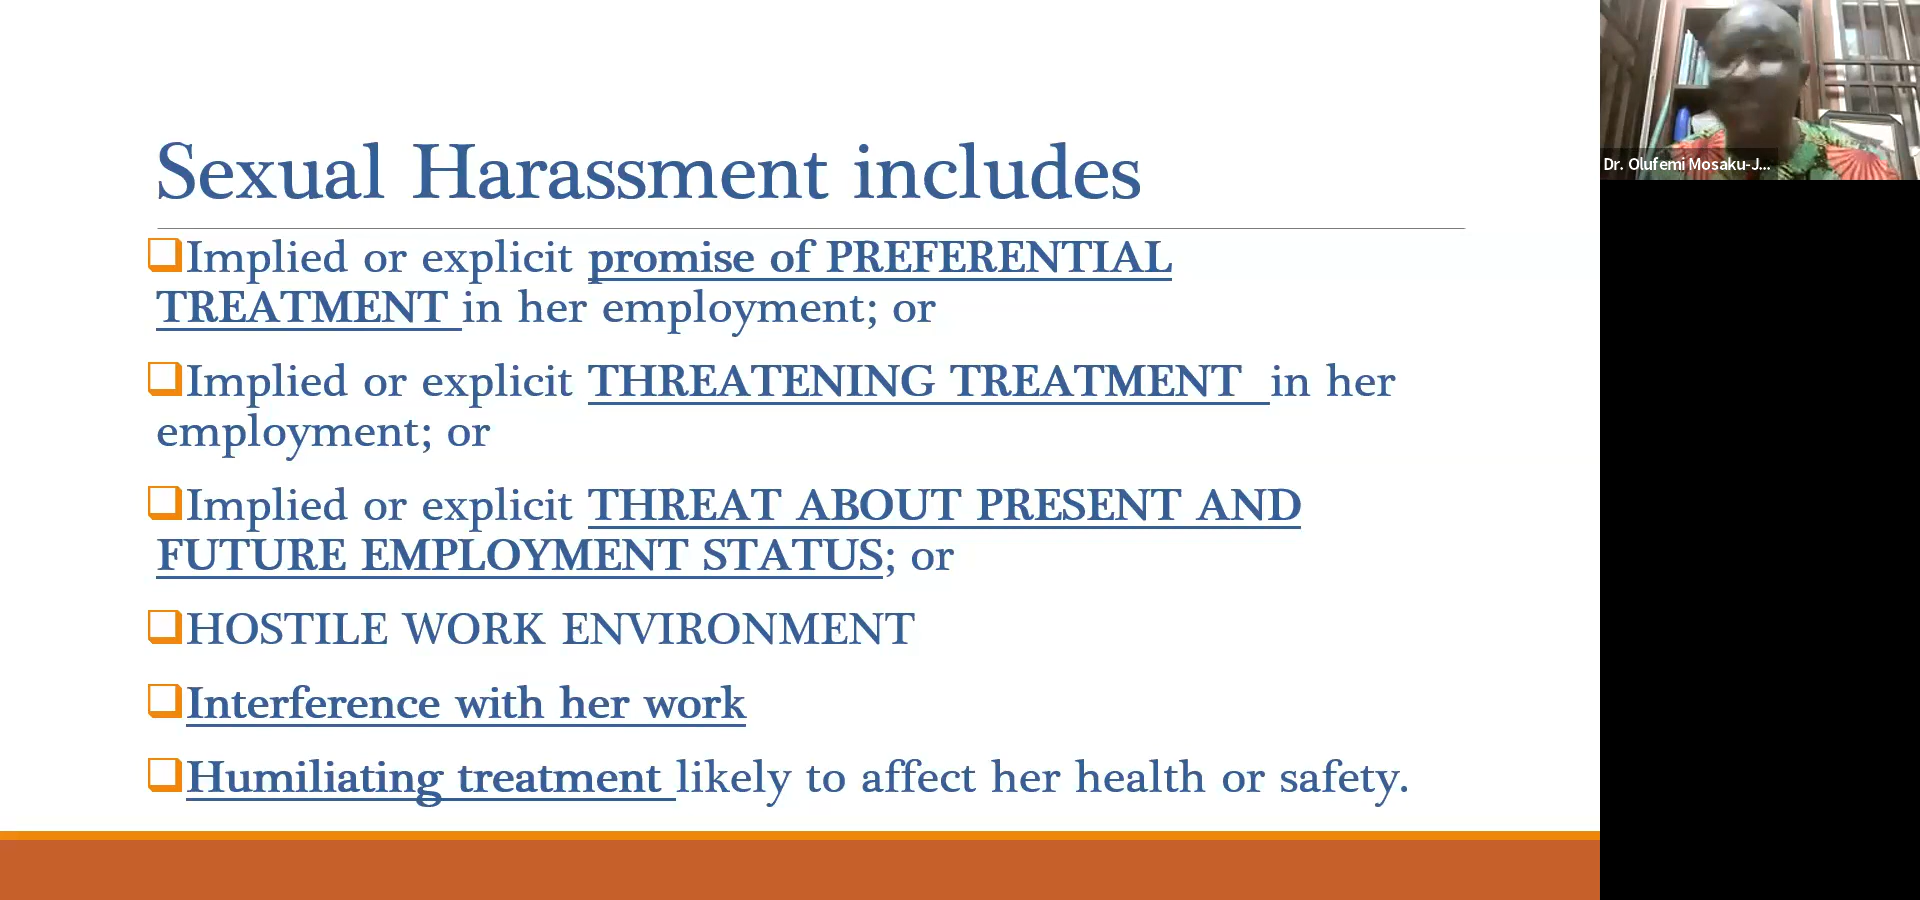 Sexual Harassment includes
Implied or explicit promise of PREFERENTIAL
TREATMENT in her employment; or
Implied or explicit THREATENING TREATMENT in her
employment; or
Implied or explicit THREAT ABOUT PRESENT AND
FUTURE EMPLOYMENT STATUS; or
HOSTILE WORK ENVIRONMENT
Interference with her work
Humiliating treatment likely to affect her health or safety.
Dr. Olufemi Mosaku-J...